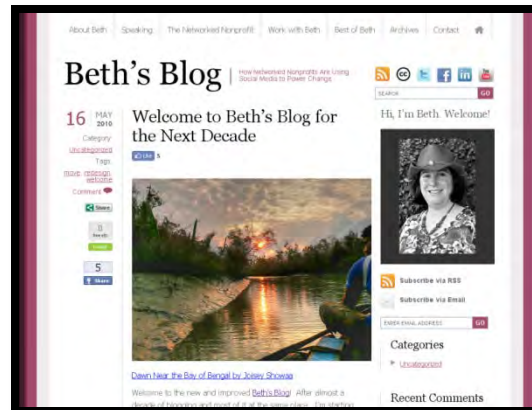 About Beth
Speaking
The Networked Nonprofit
Work with Beth
Best of Beth
Archives
Contact
Beth's Blog
How Networked Nonprofits Are Using
Social Media to Power Change
SEARCH
GO
16 MAY
2010
Category:
Uncategorized
Tags:
move, redesign,
welcome
Comment
Share
tweets
5
Share
Welcome to Beth's Blog for
the Next Decade
Like 5
Dawn Near the Bay of Bengal by Joisey Showaa
Welcome to the new and improved Beth's Blog! After almost a
decade of blogging and most of it at the same place, I'm starting
Hi, I'm Beth. Welcome!
Subscribe via RSS
Subscribe via Email
ENTER EMAIL ADDRESS
GO
Categories
Uncategorized
Recent Comments